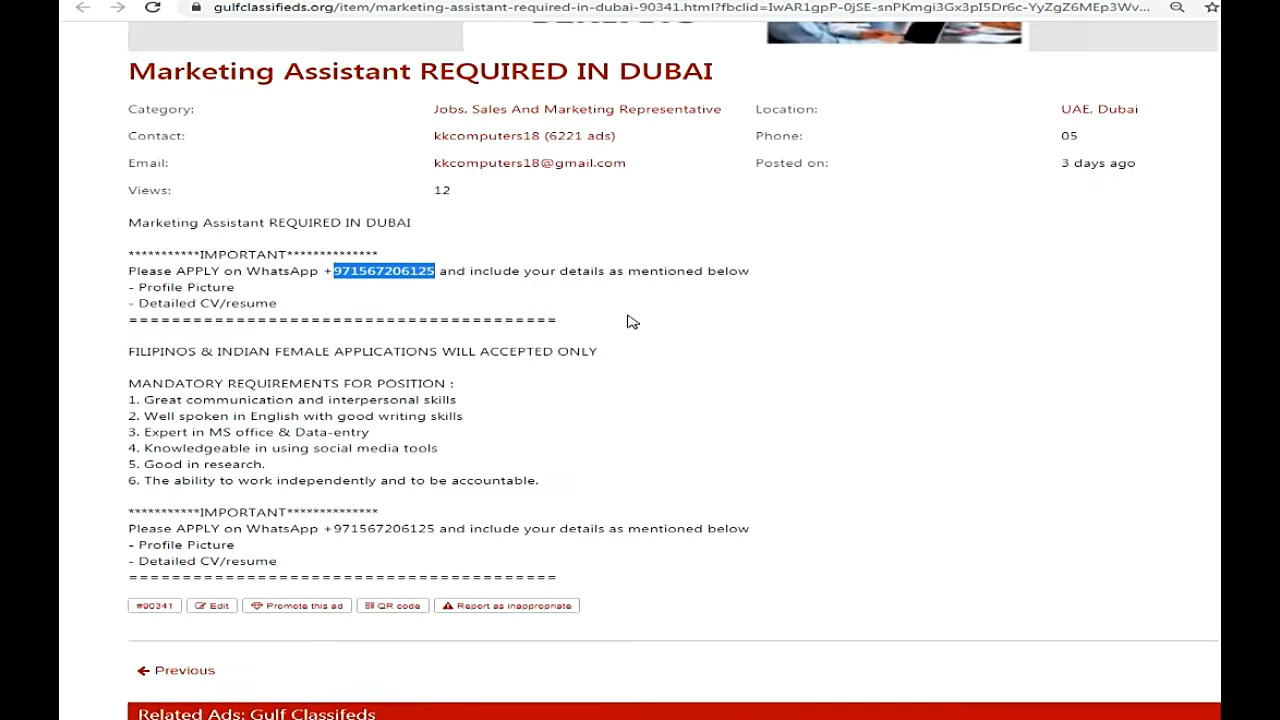 gulfclassifieds.org/item/marketing-assistant-required-in-dubai-90341.html?fbclid=IwAR1gpP-0jSE-snPKmgi3Gx3pI5Dr6c-YyZgZ6MEp3Wv...
Marketing Assistant REQUIRED IN DUBAI
Category: Jobs, Sales And Marketing Representative Location: UAE, Dubai
Contact: kkcomputers18 (6221 ads) Phone: 05
Email: kkcomputers18@gmail.com Posted on: 3 days ago
Views: 12
Marketing Assistant REQUIRED IN DUBAI
***********IMPORTANT**************
Please APPLY on WhatsApp +971567206125 and include your details as mentioned below
- Profile Picture
- Detailed CV/resume
========================================
FILIPINOS & INDIAN FEMALE APPLICATIONS WILL ACCEPTED ONLY
MANDATORY REQUIREMENTS FOR POSITION :
1. Great communication and interpersonal skills
2. Well spoken in English with good writing skills
3. Expert in MS office & Data-entry
4. Knowledgeable in using social media tools
5. Good in research.
6. The ability to work independently and to be accountable.
***********IMPORTANT**************
Please APPLY on WhatsApp +971567206125 and include your details as mentioned below
- Profile Picture
- Detailed CV/resume
========================================
#90341 Edit Promote this ad QR code Report as inappropriate
Previous
Related Ads: Gulf Classifeds